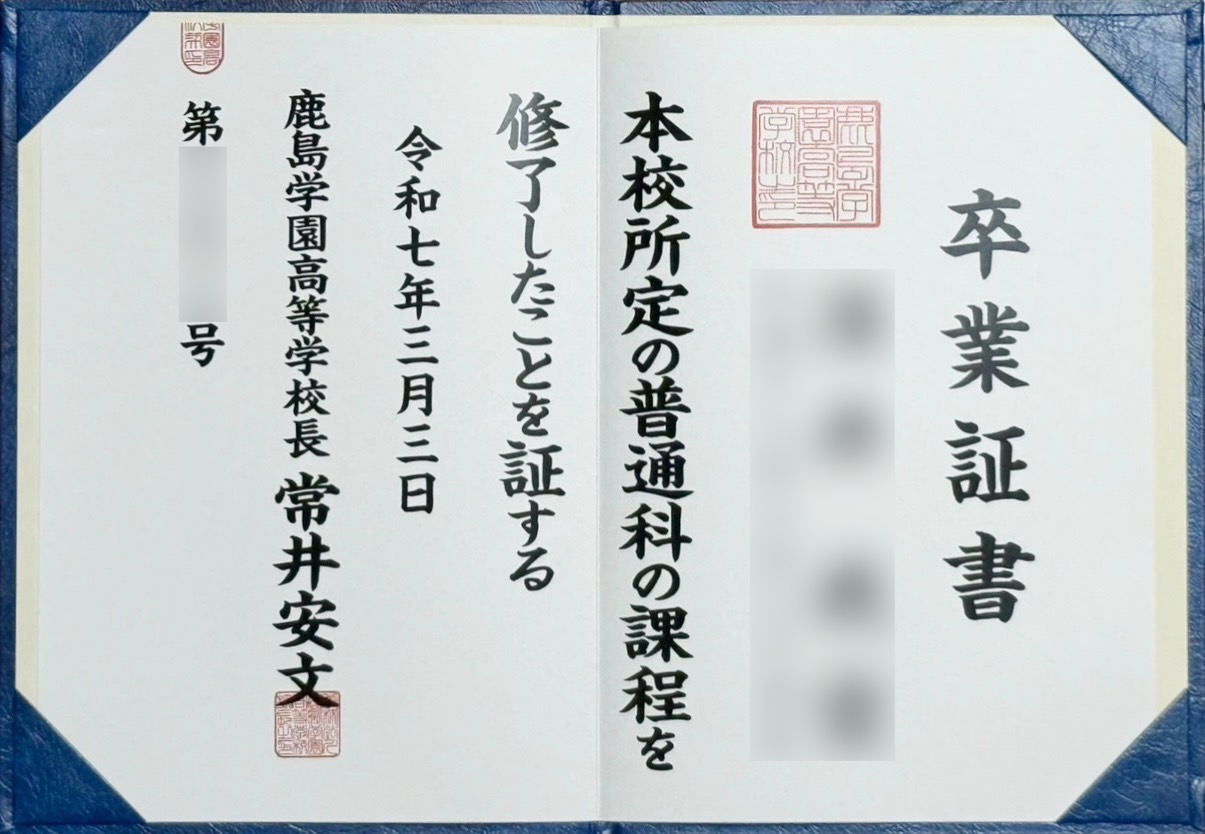 卒業証書
本校所定の普通科の課程を
修了したことを証する
令和七年三月三日
鹿島学園高等学校長 常井安文
第
号